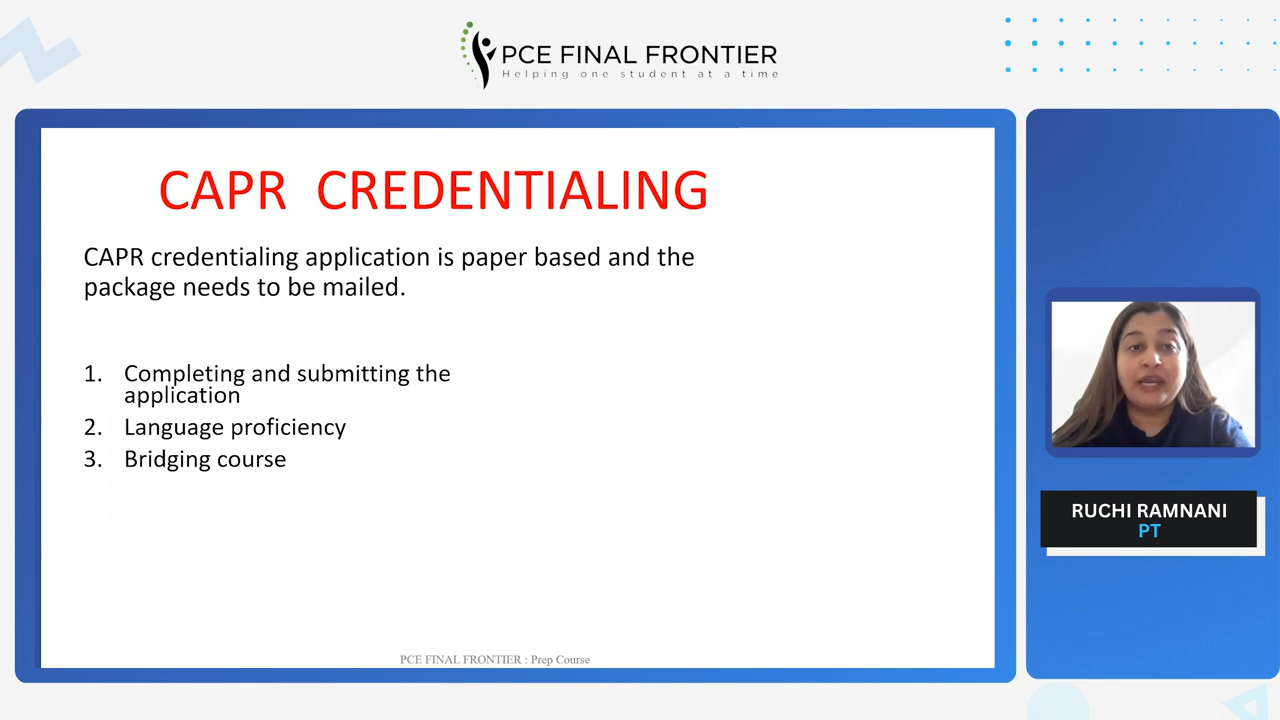 PCE FINAL FRONTIER
Helping one student at a time
CAPR CREDENTIALING
CAPR credentialing application is paper based and the
package needs to be mailed.
1. Completing and submitting the
application
2. Language proficiency
3. Bridging course
PCE FINAL FRONTIER : Prep Course
RUCHI RAMNANI
PT